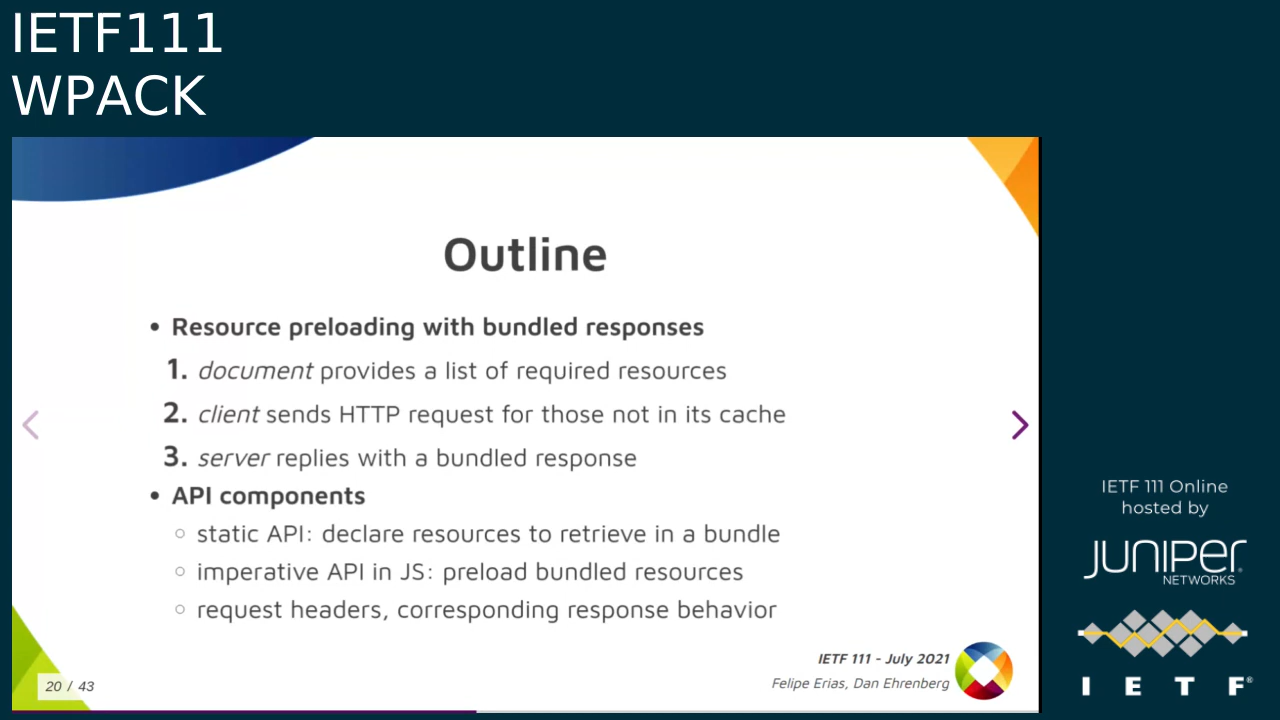 IETF111
WPACK
Outline
• Resource preloading with bundled responses
1. document provides a list of required resources
2. client sends HTTP request for those not in its cache
3. server replies with a bundled response
• API components
○ static API: declare resources to retrieve in a bundle
○ imperative API in JS: preload bundled resources
○ request headers, corresponding response behavior
IETF 111 - July 2021
Felipe Erias, Dan Ehrenberg
20 / 43
IETF 111 Online
hosted by
JUNIPER
NETWORKS
I E T F®